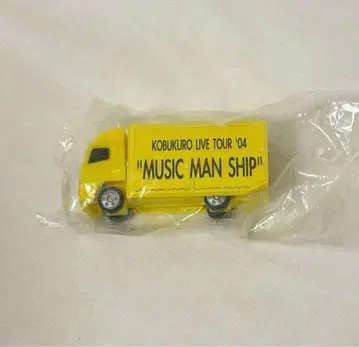 KOBUKURO LIVE TOUR '04
"MUSIC MAN SHIP"